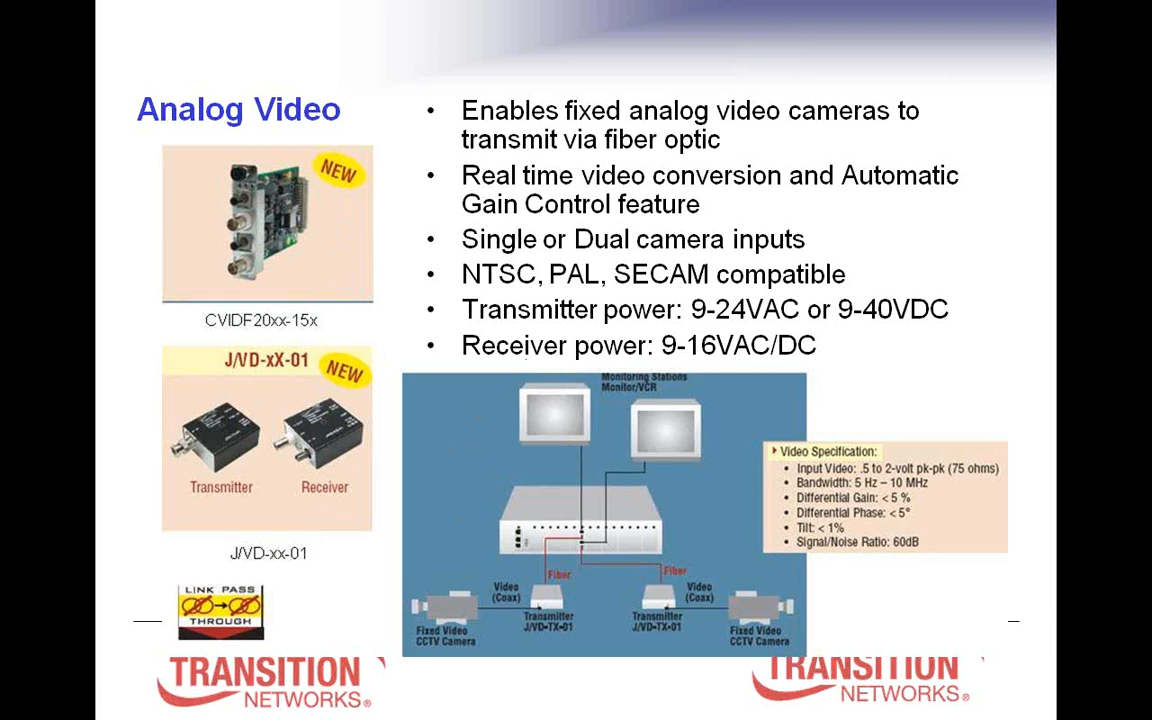 Analog Video
• Enables fixed analog video cameras to
transmit via fiber optic
• Real time video conversion and Automatic
Gain Control feature
• Single or Dual camera inputs
• NTSC, PAL, SECAM compatible
• Transmitter power: 9-24VAC or 9-40VDC
• Receiver power: 9-16VAC/DC
NEW
CVIDF20xx-15x
J/VD-xX-01
NEW
Transmitter
Receiver
J/VD-xx-01
LINK PASS
THROUGH
Monitoring Stations
Monitor/VCR
Fiber
Fiber
Video
(Coax)
Video
(Coax)
Transmitter
J/VD-TX-01
Transmitter
J/VD-TX-01
Fixed Video
CCTV Camera
Fixed Video
CCTV Camera
Video Specification:
• Input Video: .5 to 2-volt pk-pk (75 ohms)
• Bandwidth: 5 Hz – 10 MHz
• Differential Gain: < 5 %
• Differential Phase: < 5°
• Tilt: < 1%
• Signal/Noise Ratio: 60dB
TRANSITION
NETWORKS®
TRANSITION
NETWORKS®